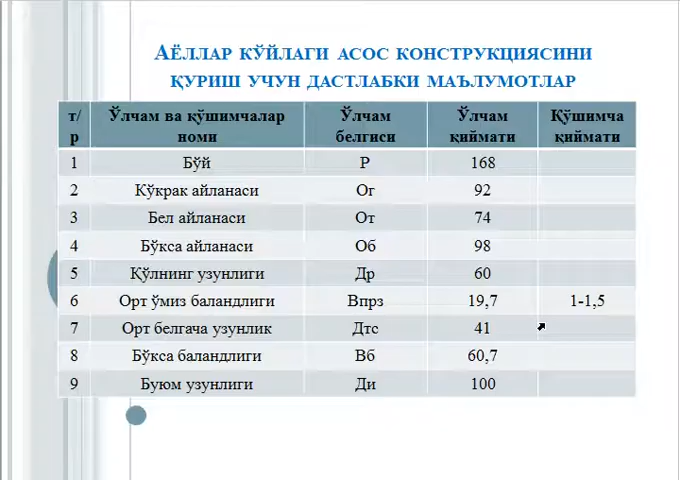 Аёллар кўйлаги асос конструкциясини
қуриш учун дастлабки маълумотлар
т/ Ўлчам ва қўшимчалар Ўлчам Ўлчам Қўшимча
р номи белгиси қиймати қиймати
1 Бўй Р 168
2 Кўкрак айланаси Ог 92
3 Бел айланаси От 74
4 Бўкса айланаси Об 98
5 Қўлнинг узунлиги Др 60
6 Орт ўмиз баландлиги Впрз 19,7 1-1,5
7 Орт белгача узунлик Дтс 41
8 Бўкса баландлиги Вб 60,7
9 Буюм узунлиги Ди 100